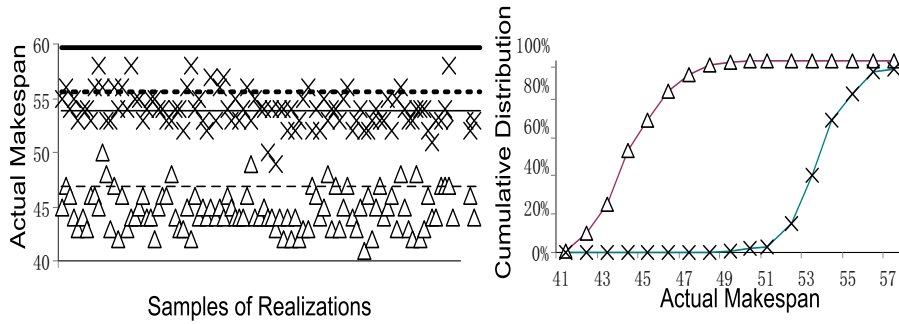 Actual Makespan
60
55
50
45
40
Samples of Realizations
Cumulative Distribution
100%
80%
60%
40%
20%
0%
41 43 45 47 49 51 53 55 57
Actual Makespan